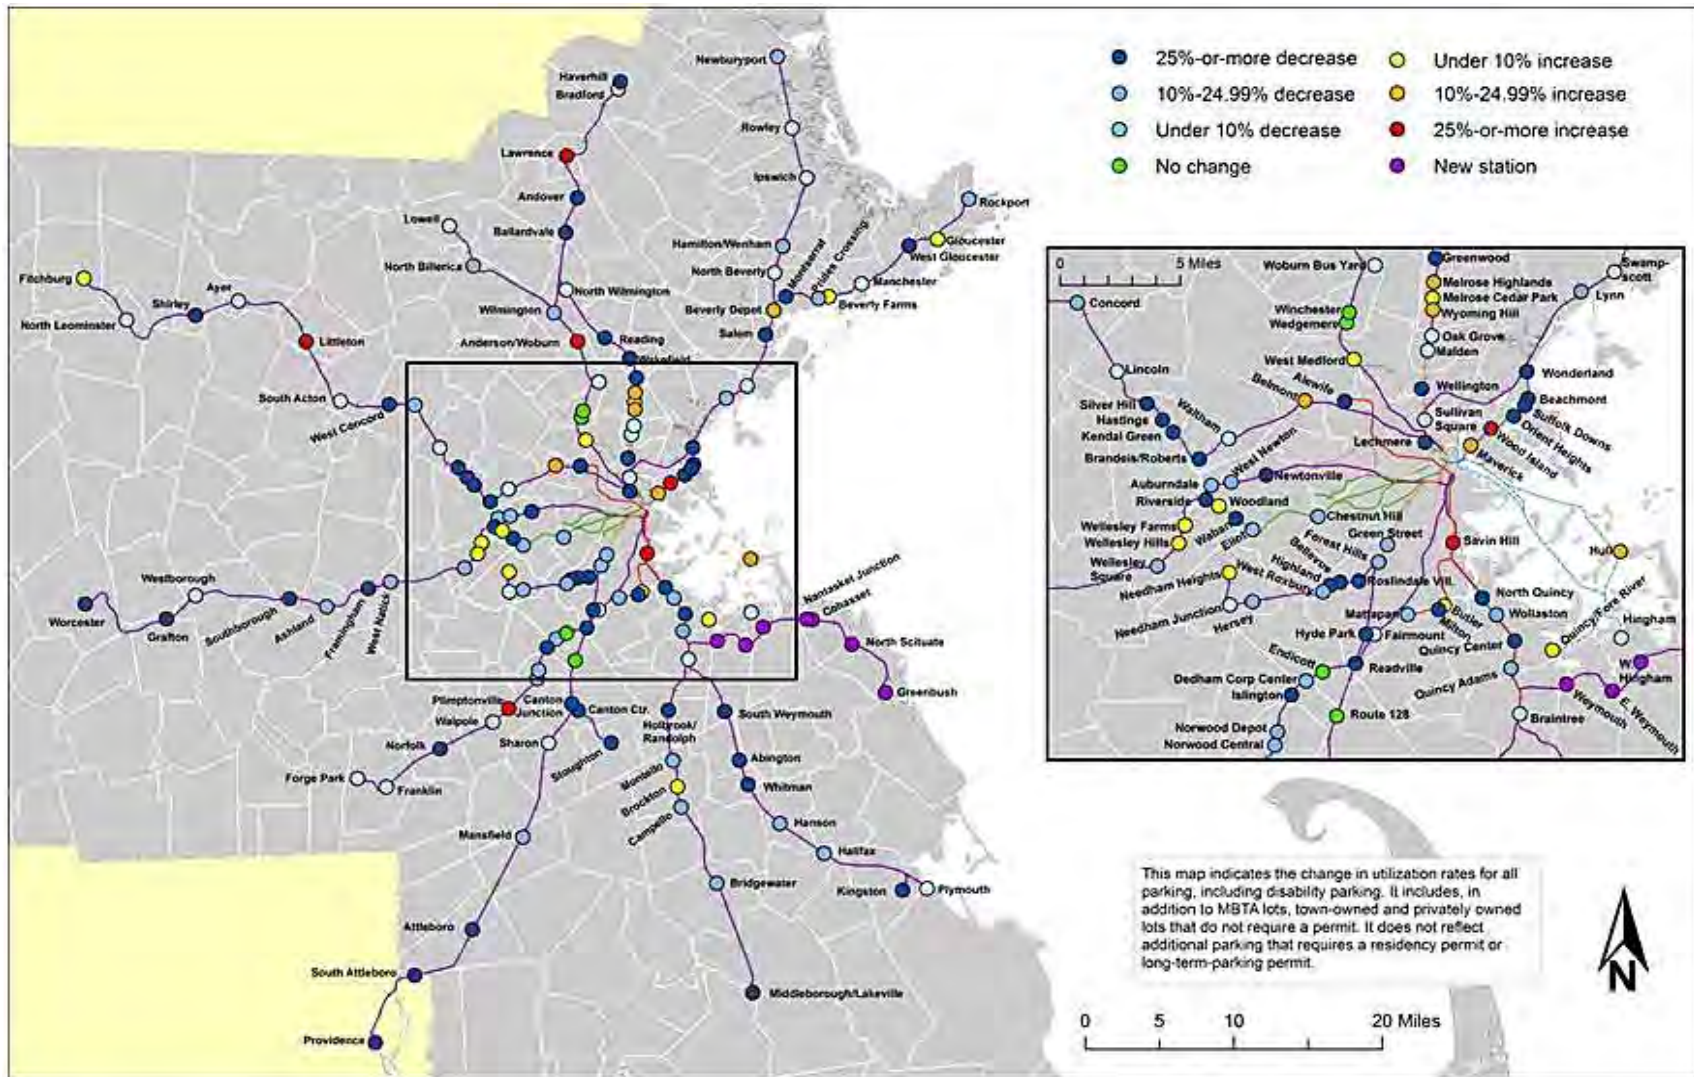 25%-or-more decrease
10%-24.99% decrease
Under 10% decrease
No change
Under 10% increase
10%-24.99% increase
25%-or-more increase
New station
Newburyport
Haverhill
Bradford
Rowley
Lawrence
Ipswich
Andover
Rockport
Lowell
Ballardvale
Hamilton/Wenham
Gloucester
West Gloucester
North Billerica
North Beverly
Montserrat
Prides Crossing
Manchester
Fitchburg
Ayer
Shirley
North Wilmington
Beverly Farms
North Leominster
Wilmington
Beverly Depot
Littleton
Anderson/Woburn
Reading
Salem
Wakefield
South Acton
West Concord
Westborough
Worcester
Grafton
Southborough
Ashland
Framingham
West Natick
Nantasket Junction
Cohasset
North Scituate
Greenbush
Plimptonville
Canton
Junction
Canton Ctr.
Walpole
Sharon
Norfolk
Stoughton
Forge Park
Franklin
Holbrook/
Randolph
South Weymouth
Montello
Abington
Brockton
Whitman
Campello
Hanson
Mansfield
Halifax
Bridgewater
Kingston
Plymouth
Attleboro
South Attleboro
Middleborough/Lakeville
Providence
0
5 Miles
Woburn Bus Yard
Greenwood
Swamp-
scott
Melrose Highlands
Melrose Cedar Park
Wyoming Hill
Lynn
Concord
Winchester
Wedgemere
Oak Grove
Malden
West Medford
Lincoln
Belmont
Alewife
Wellington
Wonderland
Beachmont
Suffolk Downs
Orient Heights
Wood Island
Maverick
Silver Hill
Hastings
Kendal Green
Waltham
Sullivan
Square
Lechmere
Brandeis/Roberts
West Newton
Auburndale
Newtonville
Riverside
Woodland
Wellesley Farms
Waban
Chestnut Hill
Wellesley Hills
Eliot
Green Street
Forest Hills
Savin Hill
Hull
Wellesley
Square
Bellevue
Highland
West Roxbury
Roslindale Vill.
Needham Heights
Needham Junction
Hersey
Mattapan
Butler
Milton
North Quincy
Wollaston
Quincy/Fore River
Hingham
Hyde Park
Fairmount
Quincy Center
Endicott
Readville
Dedham Corp Center
Islington
Quincy Adams
W.
Hingham
Weymouth
E. Weymouth
Norwood Depot
Norwood Central
Route 128
Braintree
This map indicates the change in utilization rates for all
parking, including disability parking. It includes, in
addition to MBTA lots, town-owned and privately owned
lots that do not require a permit. It does not reflect
additional parking that requires a residency permit or
long-term-parking permit.
N
0
5
10
20 Miles